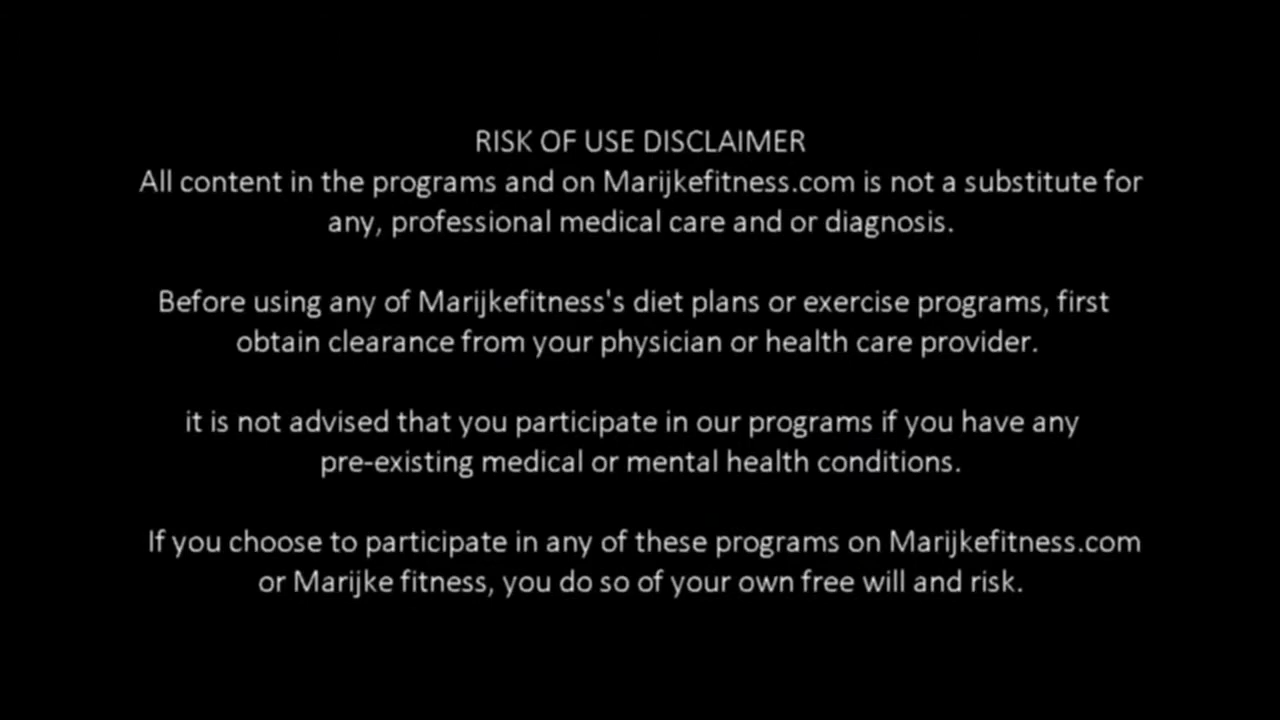 RISK OF USE DISCLAIMER
All content in the programs and on Marijkefitness.com is not a substitute for
any, professional medical care and or diagnosis.
Before using any of Marijkefitness's diet plans or exercise programs, first
obtain clearance from your physician or health care provider.
it is not advised that you participate in our programs if you have any
pre-existing medical or mental health conditions.
If you choose to participate in any of these programs on Marijkefitness.com
or Marijke fitness, you do so of your own free will and risk.